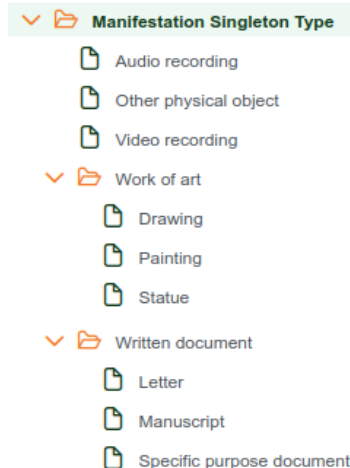 Manifestation Singleton Type
Audio recording
Other physical object
Video recording
Work of art
Drawing
Painting
Statue
Written document
Letter
Manuscript
Specific purpose document